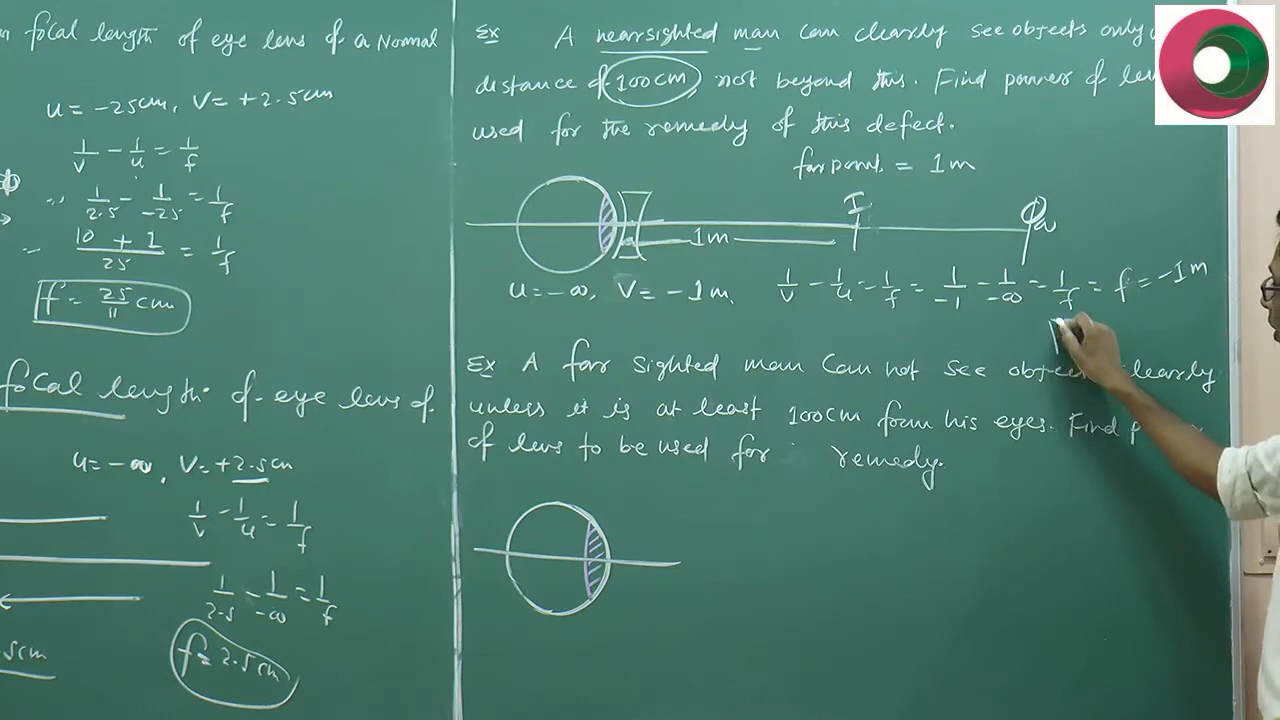 focal length of eye lens of a Normal
u = -25cm, V = +2.5cm
1/v - 1/u = 1/f
1/2.5 - 1/-25 = 1/f
10 + 1/25 = 1/f
f = 25/11 cm
focal length of eye lens of
u = -∞, V = +2.5cm
1/v - 1/u = 1/f
1/2.5 - 1/-∞ = 1/f
f = 2.5cm
.5cm
Ex A nearsighted man can clearly see objects only
distance of 100cm not beyond this. Find power of
used for the remedy of this defect.
far point = 1m
I
1m
u = -∞, V = -1m, 1/v - 1/u = 1/f = 1/-1 - 1/-∞ = 1/f = f = -1m
Ex A far sighted man can not see clearly
unless it is at least 100cm from his eyes. Find
of lens to be used for remedy.